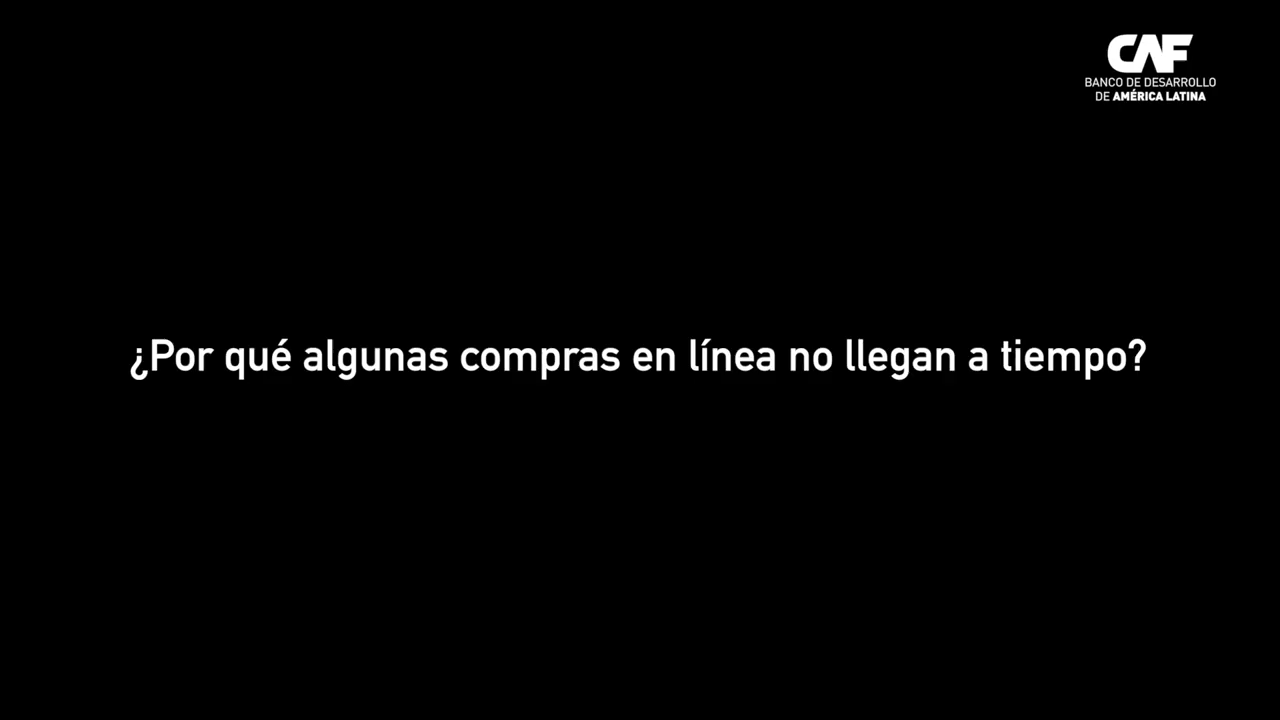 CAF
BANCO DE DESARROLLO
DE AMÉRICA LATINA
¿Por qué algunas compras en línea no llegan a tiempo?